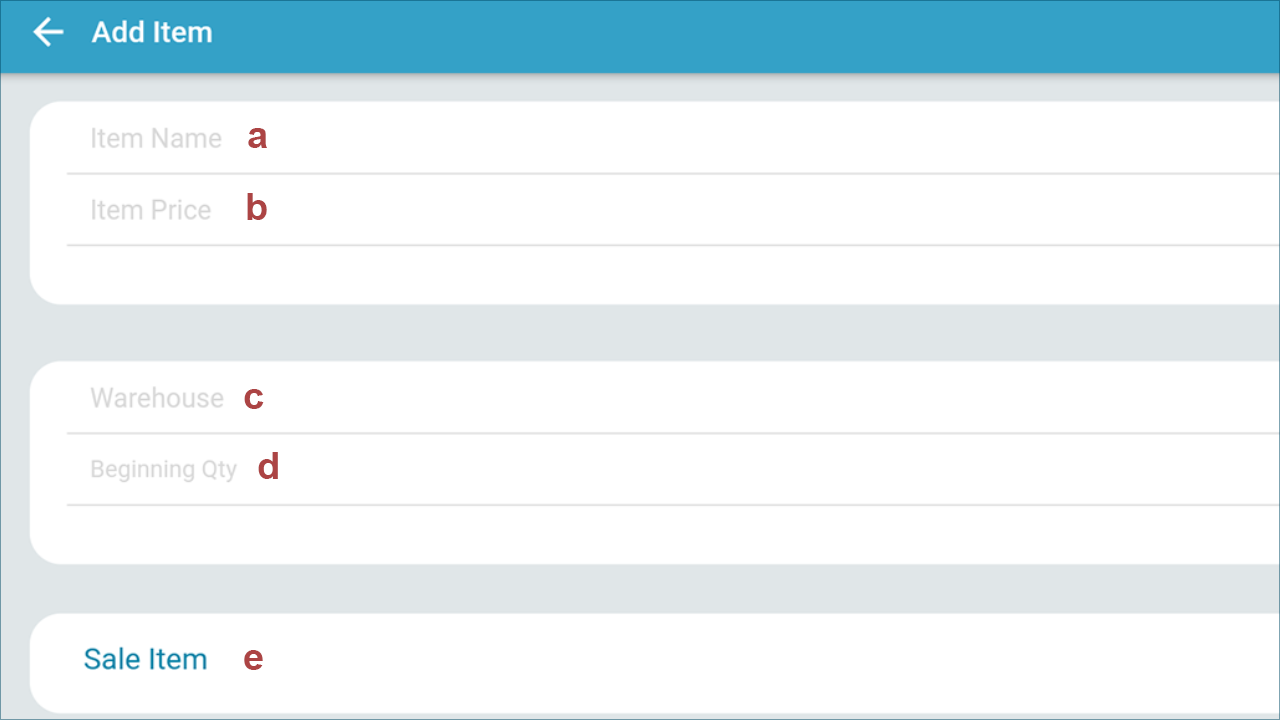 Add Item
Item Name a
Item Price b
Warehouse c
Beginning Qty d
Sale Item e